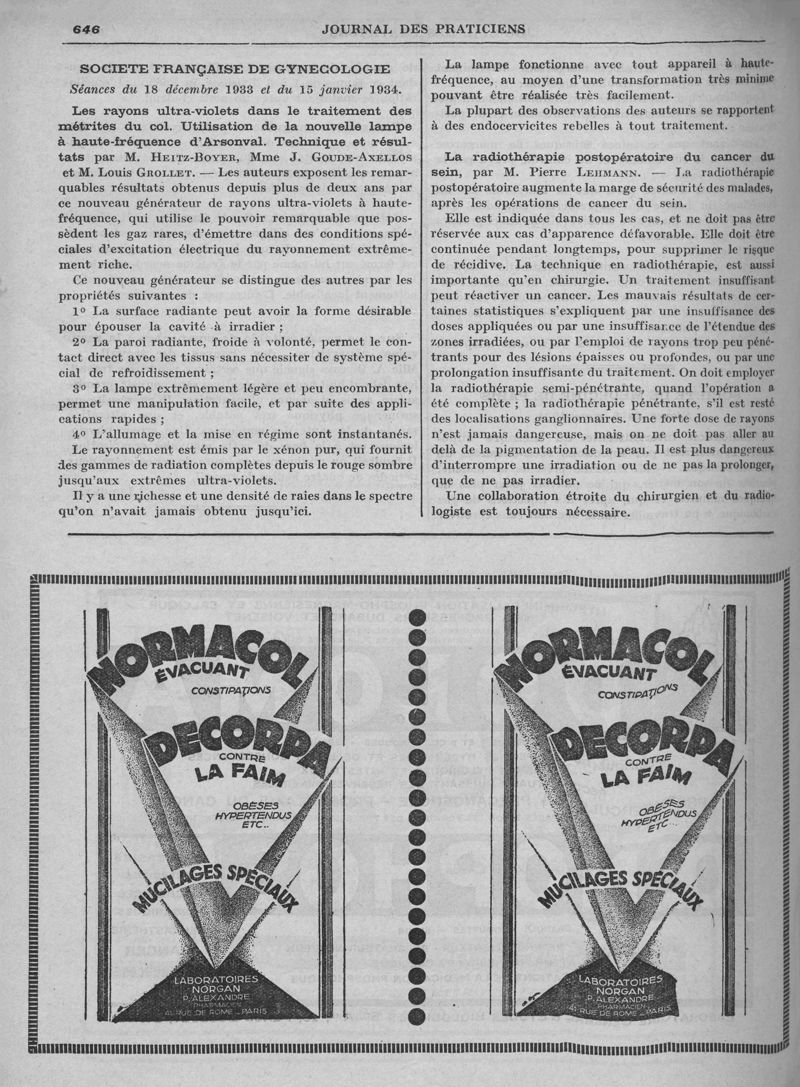 646
JOURNAL DES PRATICIENS
SOCIETE FRANÇAISE DE GYNECOLOGIE
Séances du 18 décembre 1933 et du 15 janvier 1934.
Les rayons ultra-violets dans le traitement des
métrites du col. Utilisation de la nouvelle lampe
à haute-fréquence d'Arsonval. Technique et résul-
tats par M. HEITZ-BOYER, Mme J. GOUDE-AXELLOS
et M. Louis GROLLET. — Les auteurs exposent les remar-
quables résultats obtenus depuis plus de deux ans par
ce nouveau générateur de rayons ultra-violets à haute-
fréquence, qui utilise le pouvoir remarquable que pos-
sèdent les gaz rares, d'émettre dans des conditions spé-
ciales d'excitation électrique du rayonnement extrême-
ment riche.
Ce nouveau générateur se distingue des autres par les
propriétés suivantes :
1º La surface radiante peut avoir la forme désirable
pour épouser la cavité à irradier ;
2º La paroi radiante, froide à volonté, permet le con-
tact direct avec les tissus sans nécessiter de système spé-
cial de refroidissement ;
3º La lampe extrêmement légère et peu encombrante,
permet une manipulation facile, et par suite des appli-
cations rapides ;
4º L'allumage et la mise en régime sont instantanés.
Le rayonnement est émis par le xénon pur, qui fournit
des gammes de radiation complètes depuis le rouge sombre
jusqu'aux extrêmes ultra-violets.
Il y a une richesse et une densité de raies dans le spectre
qu'on n'avait jamais obtenu jusqu'ici.
La lampe fonctionne avec tout appareil à haute-
fréquence, au moyen d'une transformation très minime
pouvant être réalisée très facilement.
La plupart des observations des auteurs se rapportent
à des endocervicites rebelles à tout traitement.
La radiothérapie postopératoire du cancer du
sein, par M. Pierre LEHMANN. — La radiothérapie
postopératoire augmente la marge de sécurité des malades,
après les opérations de cancer du sein.
Elle est indiquée dans tous les cas, et ne doit pas être
réservée aux cas d'apparence défavorable. Elle doit être
continuée pendant longtemps, pour supprimer le risque
de récidive. La technique en radiothérapie, est aussi
importante qu'en chirurgie. Un traitement insuffisant
peut réactiver un cancer. Les mauvais résultats de cer-
taines statistiques s'expliquent par une insuffisance des
doses appliquées ou par une insuffisance de l'étendue des
zones irradiées, ou par l'emploi de rayons trop peu péné-
trants pour des lésions épaisses ou profondes, ou par une
prolongation insuffisante du traitement. On doit employer
la radiothérapie semi-pénétrante, quand l'opération a
été complète ; la radiothérapie pénétrante, s'il est resté
des localisations ganglionnaires. Une forte dose de rayons
n'est jamais dangereuse, mais on ne doit pas aller au
delà de la pigmentation de la peau. Il est plus dangereux
d'interrompre une irradiation ou de ne pas la prolonger,
que de ne pas irradier.
Une collaboration étroite du chirurgien et du radio-
logiste est toujours nécessaire.
NORMACOL
ÉVACUANT
CONSTIPATIONS
DECORPA
CONTRE
LA FAIM
OBÈSES
HYPERTENDUS
ETC..
MUCILAGES SPÉCIAUX
LABORATOIRES
NORGAN
P. ALEXANDRE
PHARMACIEN
41 RUE DE ROME _ PARIS
NORMACOL
ÉVACUANT
CONSTIPATIONS
DECORPA
CONTRE
LA FAIM
OBÈSES
HYPERTENDUS
ETC...
MUCILAGES SPÉCIAUX
LABORATOIRES
NORGAN
P. ALEXANDRE
PHARMACIEN
41 RUE DE ROME _ PARIS